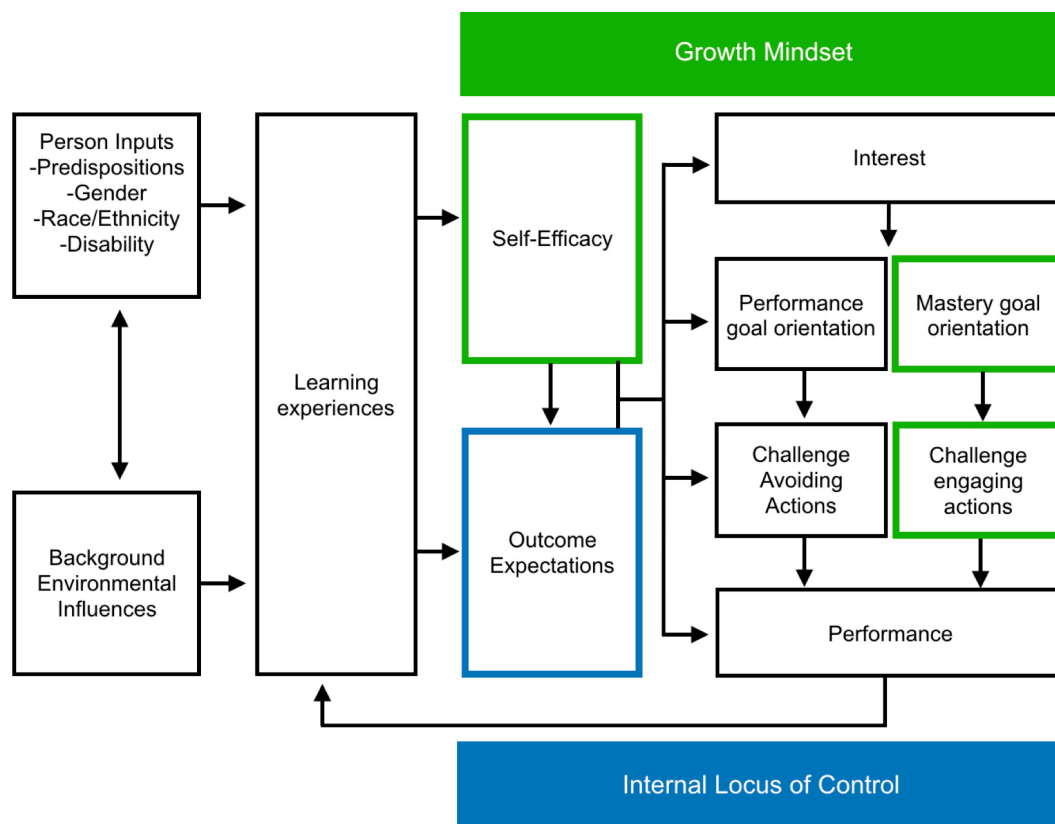 Growth Mindset
Person Inputs
-Predispositions
-Gender
-Race/Ethnicity
-Disability
Interest
Self-Efficacy
Performance
goal orientation
Mastery goal
orientation
Learning
experiences
Challenge
Avoiding
Actions
Challenge
engaging
actions
Background
Environmental
Influences
Outcome
Expectations
Performance
Internal Locus of Control